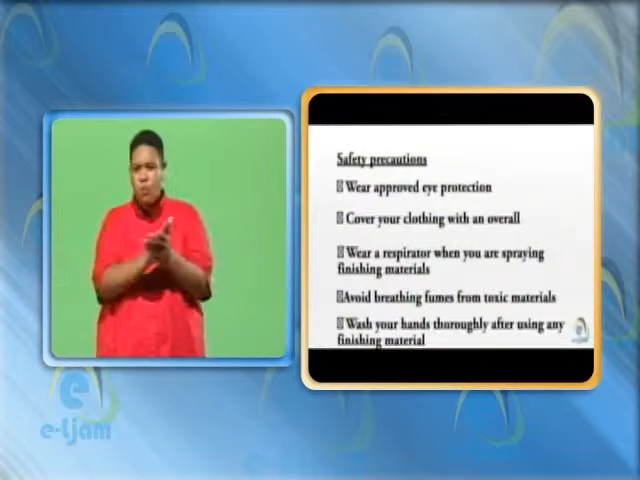 Safety precautions
Wear approved eye protection
Cover your clothing with an overall
Wear a respirator when you are spraying
finishing materials
Avoid breathing fumes from toxic materials
Wash your hands thoroughly after using any
finishing material
e
e-Ljam